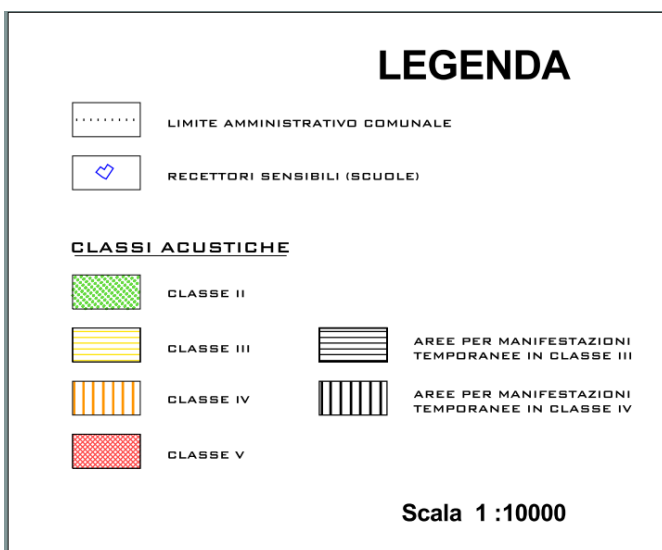 LEGENDA
LIMITE AMMINISTRATIVO COMUNALE
RECETTORI SENSIBILI (SCUOLE)
CLASSI ACUSTICHE
CLASSE II
CLASSE III
AREE PER MANIFESTAZIONI
TEMPORANEE IN CLASSE III
CLASSE IV
AREE PER MANIFESTAZIONI
TEMPORANEE IN CLASSE IV
CLASSE V
Scala 1 :10000